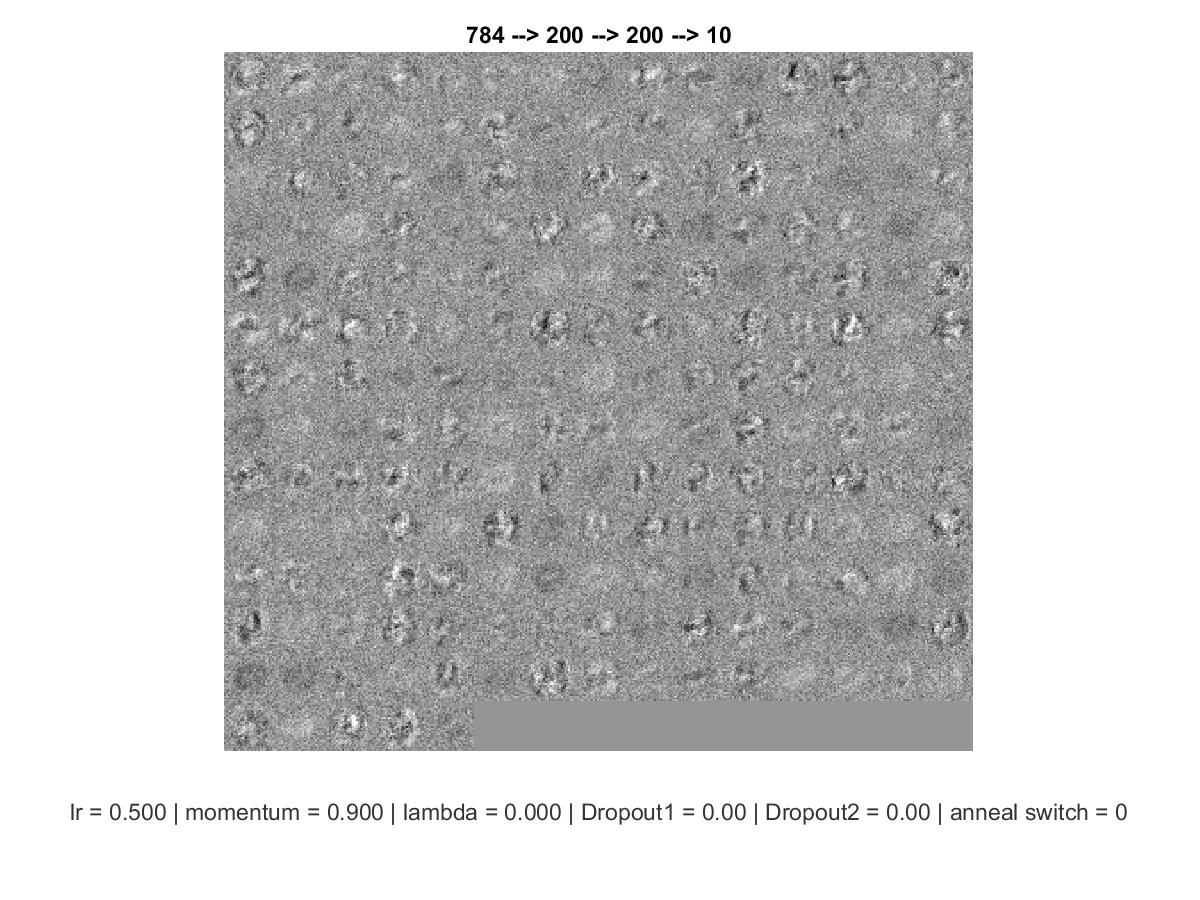 784 --> 200 --> 200 --> 10
lr = 0.500 | momentum = 0.900 | lambda = 0.000 | Dropout1 = 0.00 | Dropout2 = 0.00 | anneal switch = 0